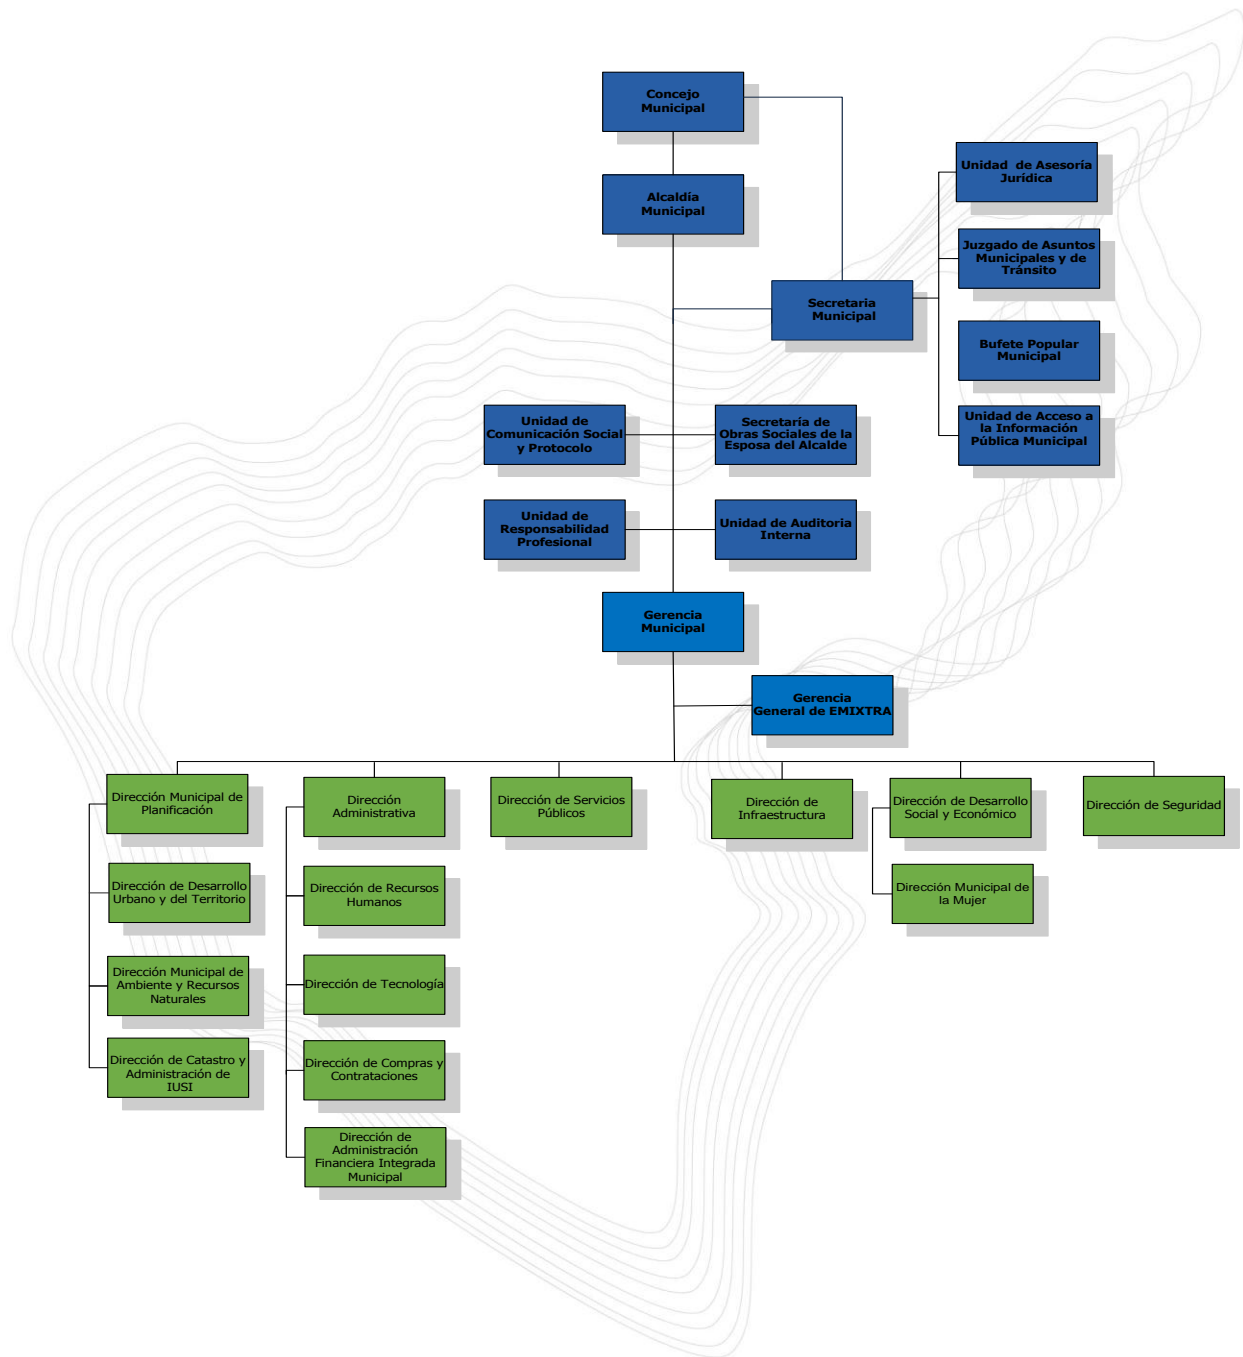 Concejo
Municipal
Alcaldía
Municipal
Unidad de Asesoría
Jurídica
Juzgado de Asuntos
Municipales y de
Tránsito
Secretaria
Municipal
Bufete Popular
Municipal
Unidad de Acceso a
la Información
Pública Municipal
Unidad de
Comunicación Social
y Protocolo
Secretaría de
Obras Sociales de la
Esposa del Alcalde
Unidad de
Responsabilidad
Profesional
Unidad de Auditoria
Interna
Gerencia
Municipal
Gerencia
General de EMIXTRA
Dirección Municipal de
Planificación
Dirección
Administrativa
Dirección de Servicios
Públicos
Dirección de
Infraestructura
Dirección de Desarrollo
Social y Económico
Dirección de Seguridad
Dirección de Desarrollo
Urbano y del Territorio
Dirección de Recursos
Humanos
Dirección Municipal de
la Mujer
Dirección Municipal de
Ambiente y Recursos
Naturales
Dirección de Tecnología
Dirección de Catastro y
Administración de
IUSI
Dirección de Compras y
Contrataciones
Dirección de
Administración
Financiera Integrada
Municipal